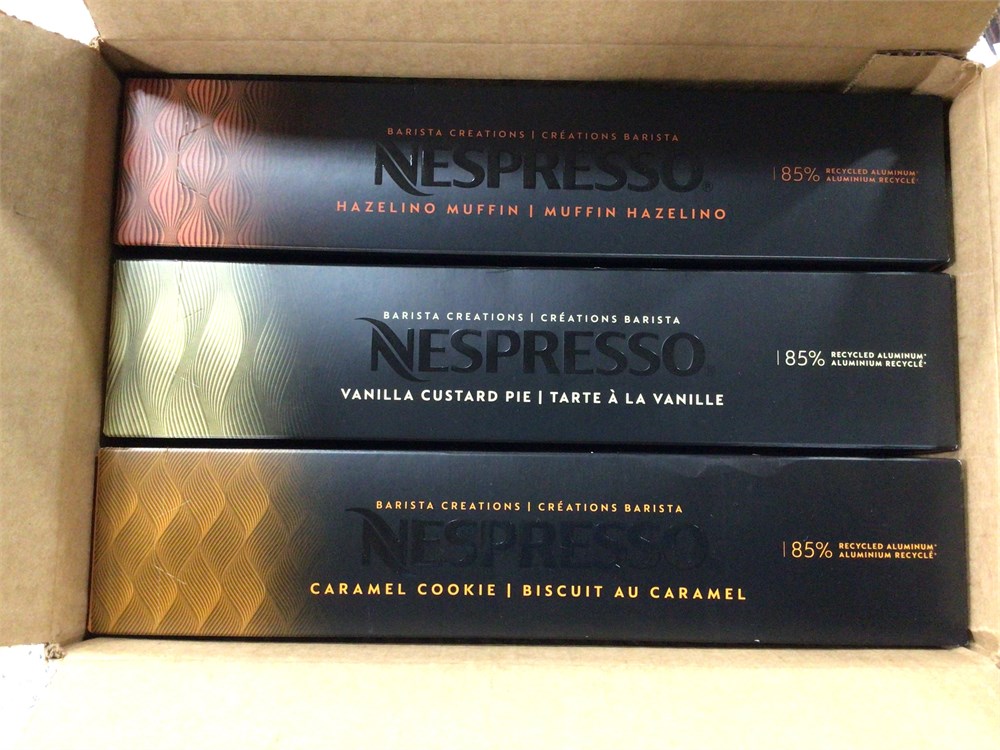 BARISTA CREATIONS | CRÉATIONS BARISTA
NESPRESSO®
HAZELINO MUFFIN | MUFFIN HAZELINO
| 85% RECYCLED ALUMINUM*
ALUMINIUM RECYCLÉ*
BARISTA CREATIONS | CRÉATIONS BARISTA
NESPRESSO
VANILLA CUSTARD PIE | TARTE À LA VANILLE
| 85% RECYCLED ALUMINUM*
ALUMINIUM RECYCLÉ*
BARISTA CREATIONS | CRÉATIONS BARISTA
NESPRESSO
CARAMEL COOKIE | BISCUIT AU CARAMEL
| 85% RECYCLED ALUMINUM*
ALUMINIUM RECYCLÉ*